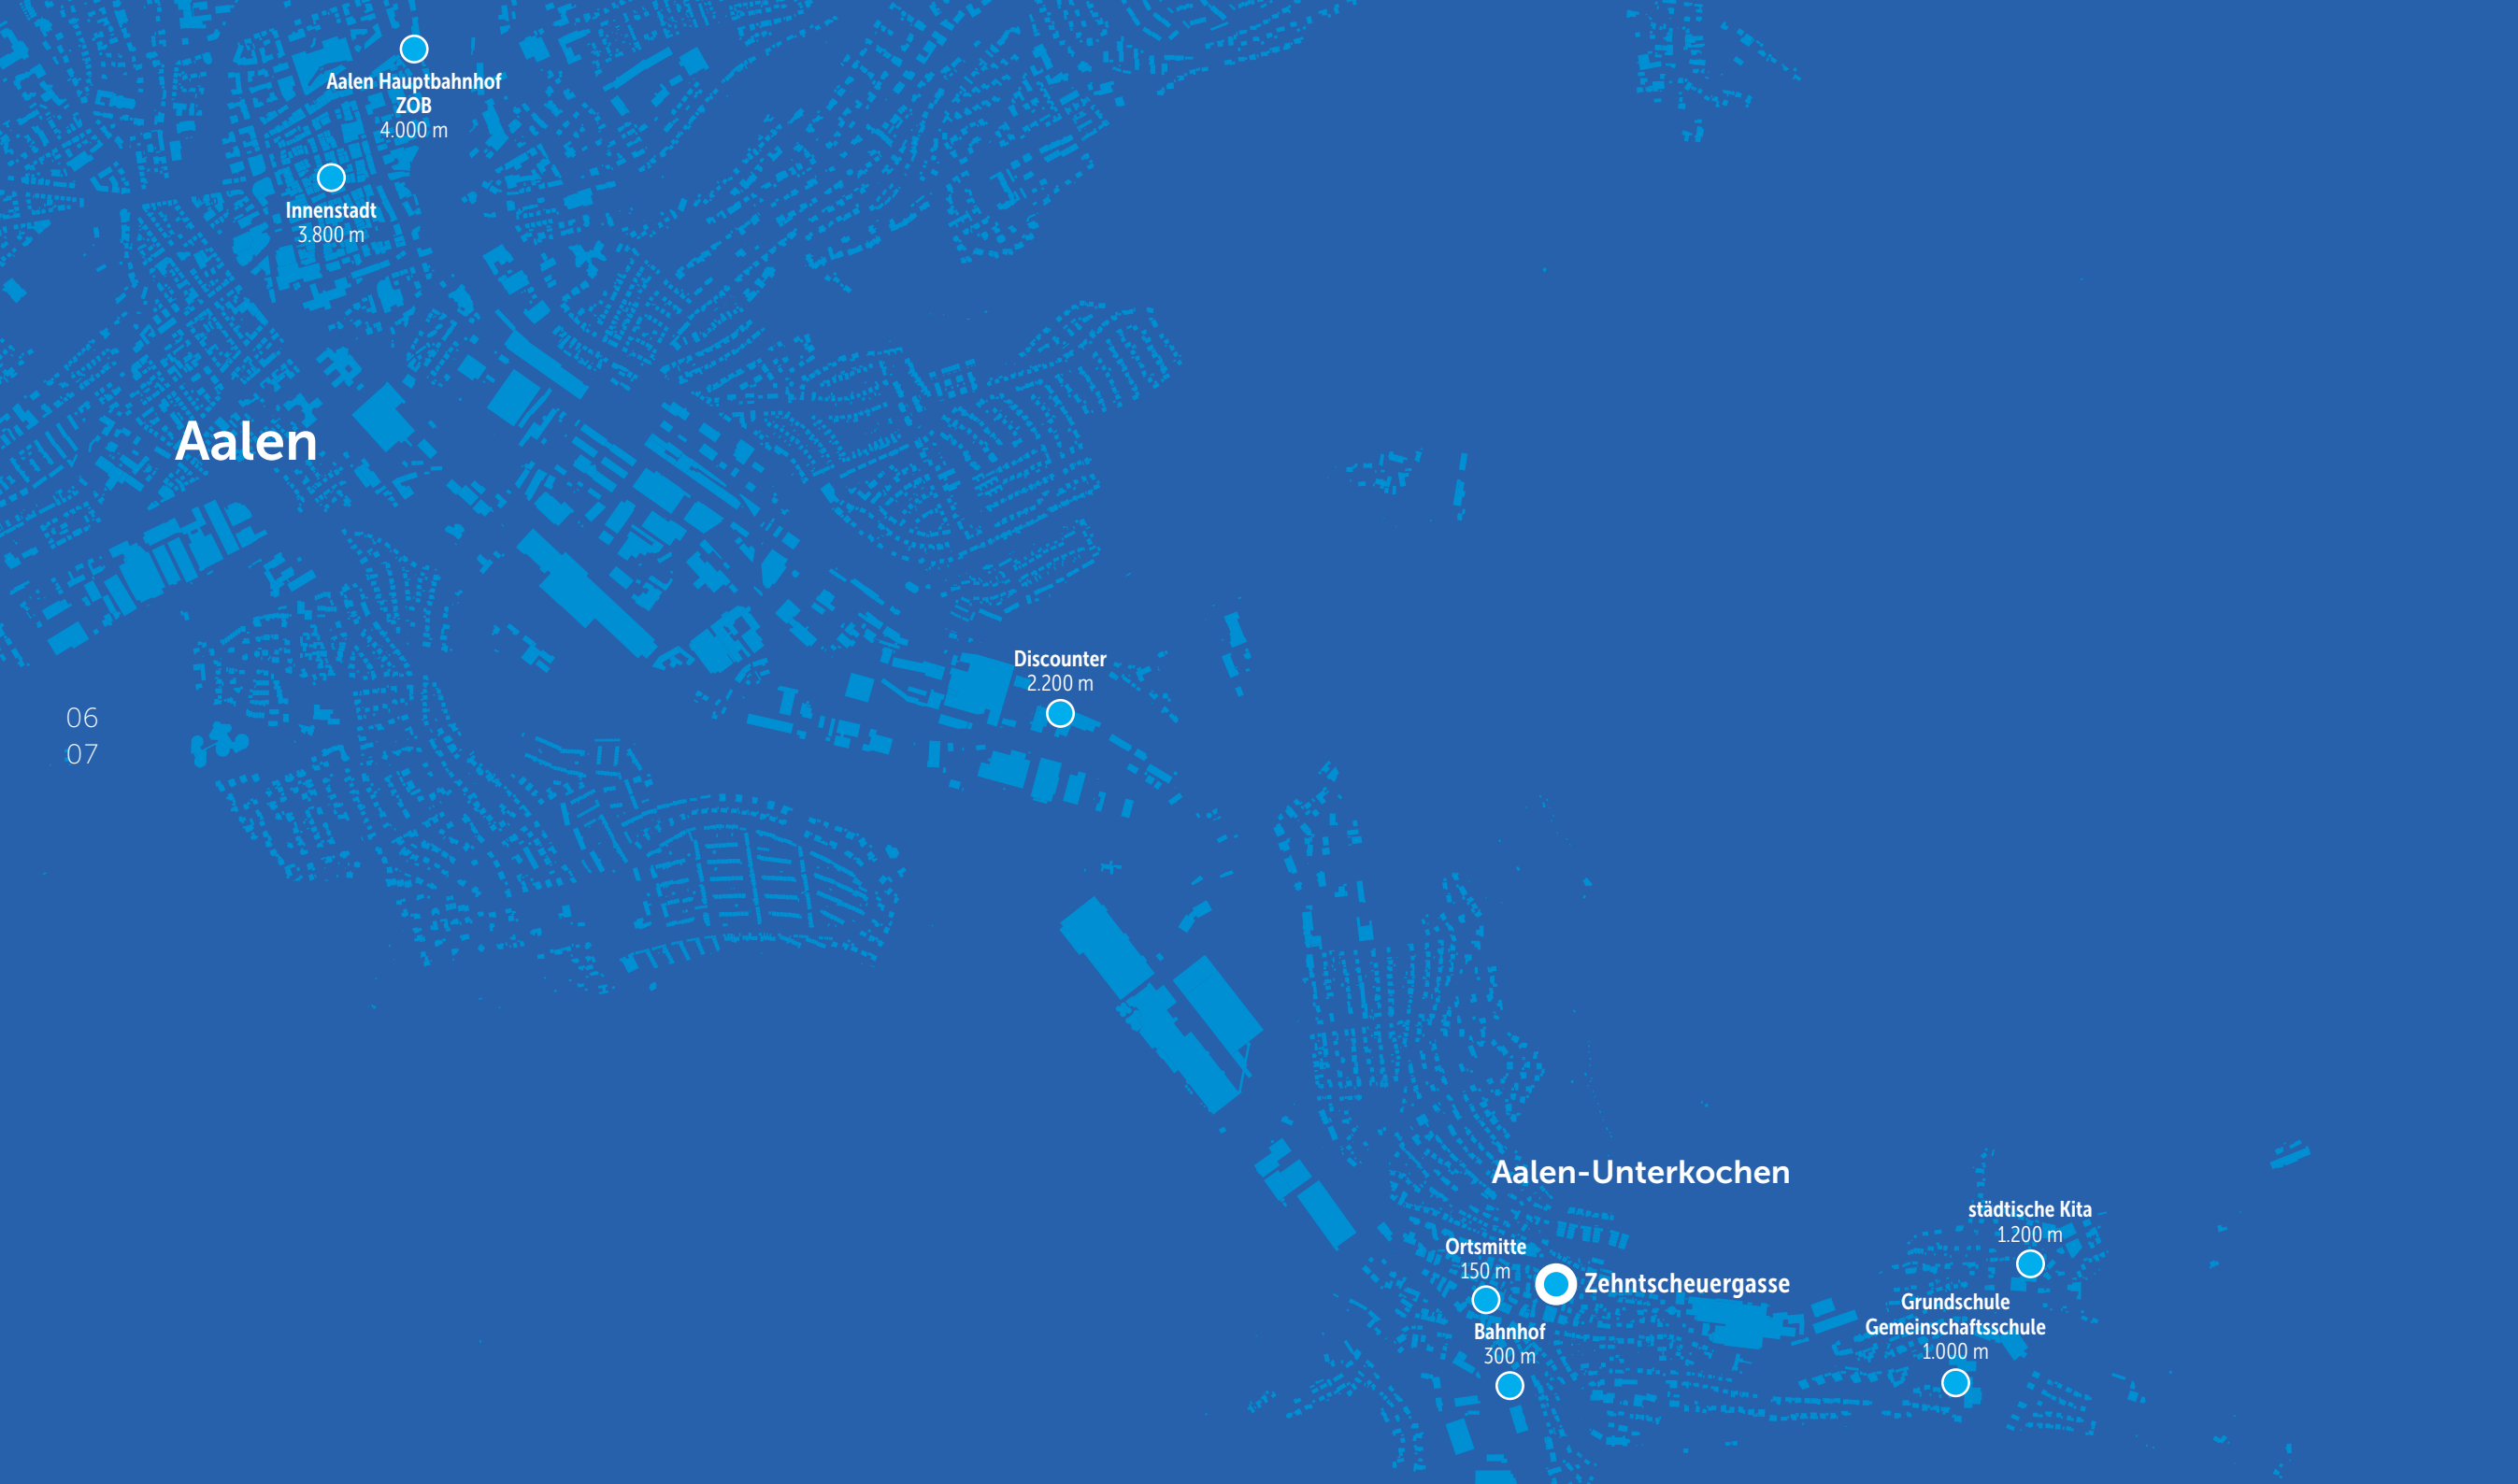 Aalen Hauptbahnhof
ZOB
4.000 m
Innenstadt
3.800 m
Aalen
Discounter
2.200 m
06
07
Aalen-Unterkochen
städtische Kita
1.200 m
Ortsmitte
150 m
Zehntscheuergasse
Grundschule
Gemeinschaftsschule
1.000 m
Bahnhof
300 m